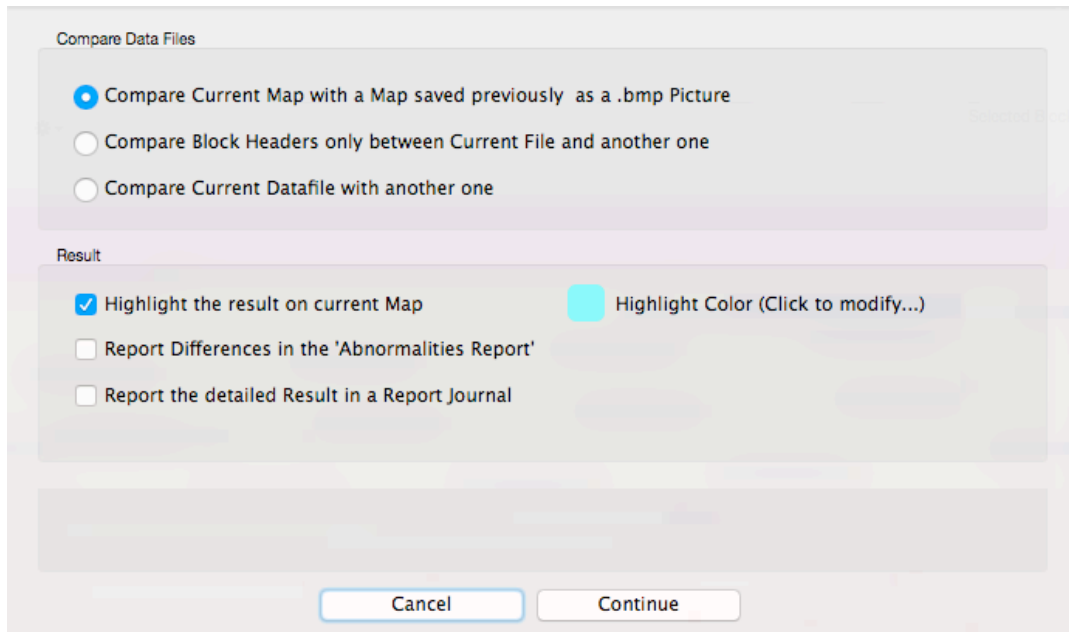 Compare Data Files
Compare Current Map with a Map saved previously  as a .bmp Picture
Compare Block Headers only between Current File and another one
Compare Current Datafile with another one
Result
Highlight the result on current Map
Highlight Color (Click to modify...)
Report Differences in the 'Abnormalities Report'
Report the detailed Result in a Report Journal
Cancel
Continue